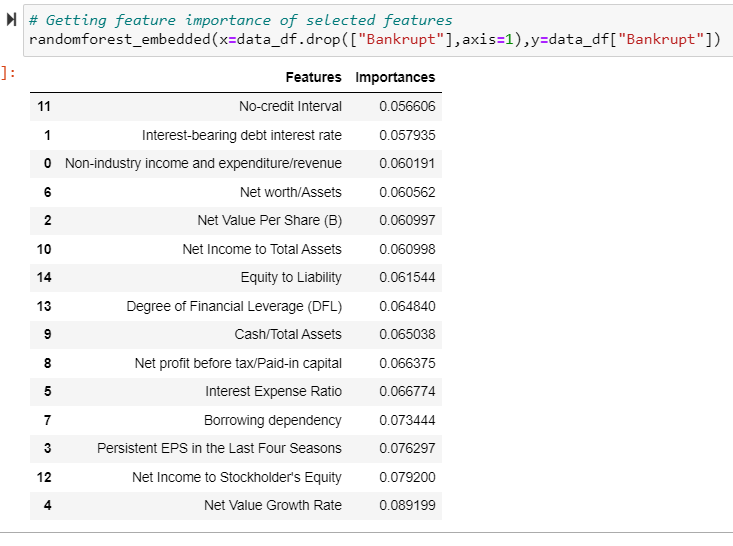 # Getting feature importance of selected features
randomforest_embedded(x=data_df.drop(["Bankrupt"],axis=1),y=data_df["Bankrupt"])
]:
Features Importances
11 No-credit Interval 0.056606
1 Interest-bearing debt interest rate 0.057935
0 Non-industry income and expenditure/revenue 0.060191
6 Net worth/Assets 0.060562
2 Net Value Per Share (B) 0.060997
10 Net Income to Total Assets 0.060998
14 Equity to Liability 0.061544
13 Degree of Financial Leverage (DFL) 0.064840
9 Cash/Total Assets 0.065038
8 Net profit before tax/Paid-in capital 0.066375
5 Interest Expense Ratio 0.066774
7 Borrowing dependency 0.073444
3 Persistent EPS in the Last Four Seasons 0.076297
12 Net Income to Stockholder's Equity 0.079200
4 Net Value Growth Rate 0.089199